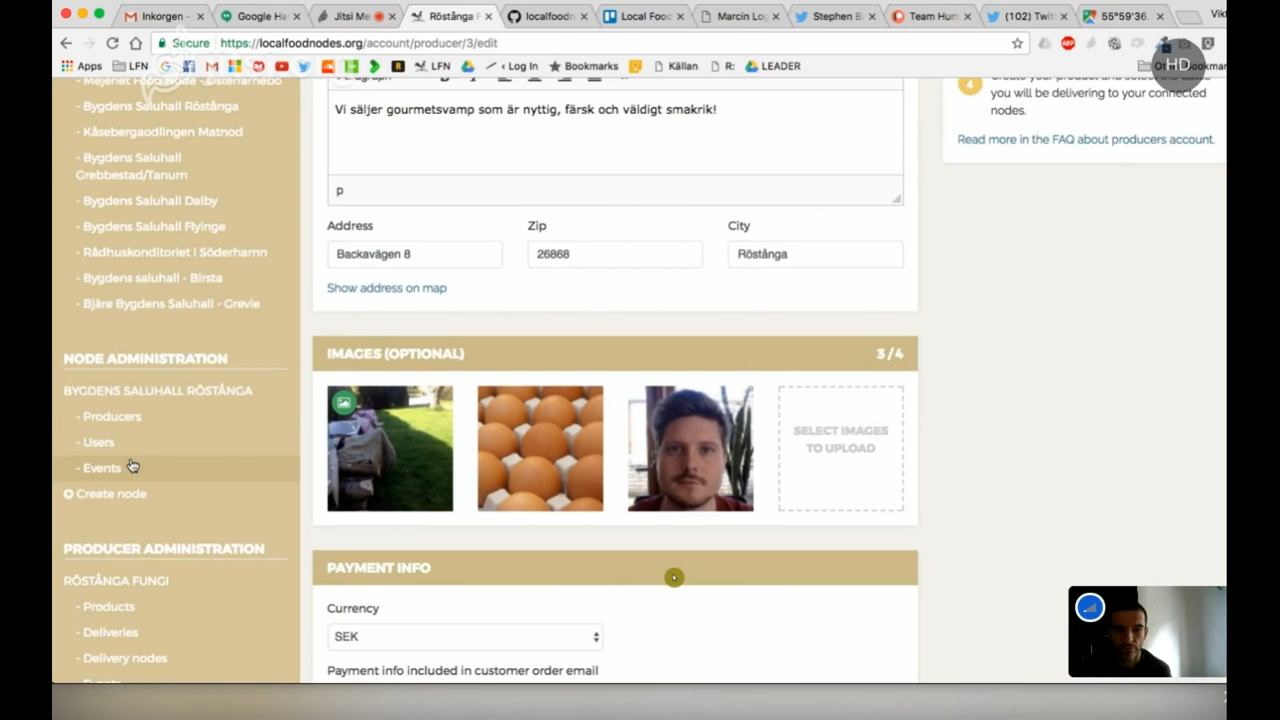 Inkorgen -
Google Ha
Jitsi Me
Röstånga F
localfoodn
Local Food
Marcin Lo
Stephen B
Team Hum
(102) Twit
55°59'36.
Vikt
Secure
https://localfoodnodes.org/account/producer/3/edit
Apps
LFN
LFN
Log In
Bookmarks
Källan
R:
LEADER
HD
- Bygdens Saluhall Röstånga
- Kåsebergaodlingen Matnod
- Bygdens Saluhall
Grebbestad/Tanum
- Bygdens Saluhall Dalby
- Bygdens Saluhall Flyinge
- Rådhuskonditoriet i Söderhamn
- Bygdens saluhall - Birsta
- Bjäre Bygdens Saluhall - Grevie
NODE ADMINISTRATION
BYGDENS SALUHALL RÖSTÅNGA
- Producers
- Users
- Events
Create node
PRODUCER ADMINISTRATION
RÖSTÅNGA FUNGI
- Products
- Deliveries
- Delivery nodes
Vi säljer gourmetsvamp som är nyttig, färsk och väldigt smakrik!
p
Address
Zip
City
Backavägen 8
26868
Röstånga
Show address on map
IMAGES (OPTIONAL)
3 / 4
SELECT IMAGES
TO UPLOAD
PAYMENT INFO
Currency
SEK
Payment info included in customer order email
4
you will be delivering to your connected
nodes.
Read more in the FAQ about producers account.